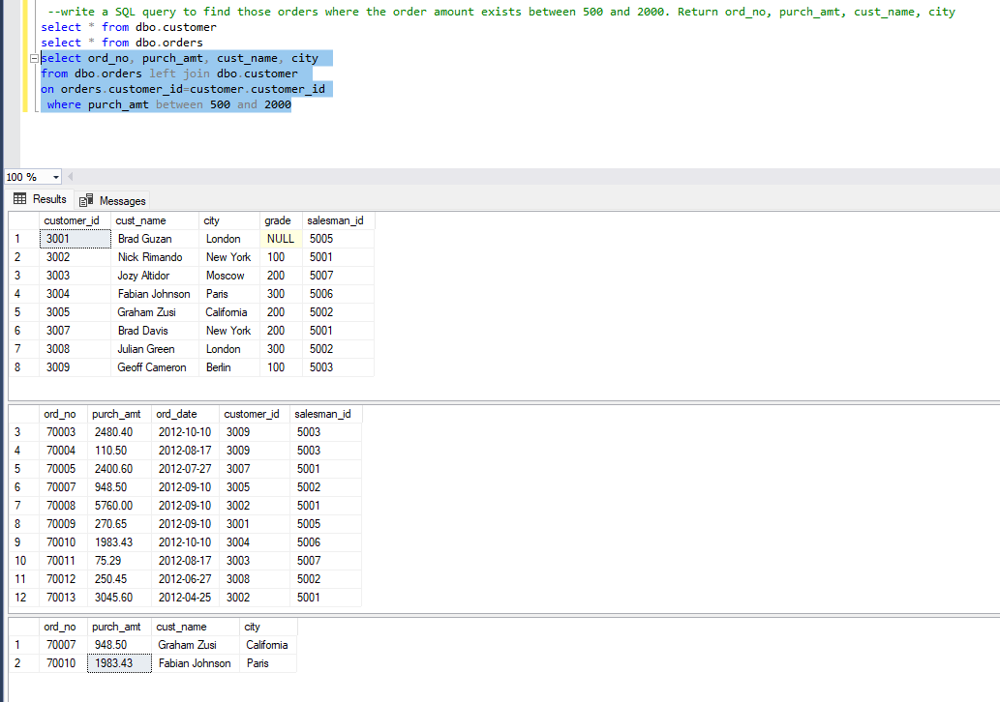 --write a SQL query to find those orders where the order amount exists between 500 and 2000. Return ord_no, purch_amt, cust_name, city
select * from dbo.customer
select * from dbo.orders
select ord_no, purch_amt, cust_name, city
from dbo.orders left join dbo.customer
on orders.customer_id=customer.customer_id
where purch_amt between 500 and 2000
100 %
Results Messages
customer_id cust_name city grade salesman_id
1 3001 Brad Guzan London NULL 5005
2 3002 Nick Rimando New York 100 5001
3 3003 Jozy Altidor Moscow 200 5007
4 3004 Fabian Johnson Paris 300 5006
5 3005 Graham Zusi California 200 5002
6 3007 Brad Davis New York 200 5001
7 3008 Julian Green London 300 5002
8 3009 Geoff Cameron Berlin 100 5003
ord_no purch_amt ord_date customer_id salesman_id
3 70003 2480.40 2012-10-10 3009 5003
4 70004 110.50 2012-08-17 3009 5003
5 70005 2400.60 2012-07-27 3007 5001
6 70007 948.50 2012-09-10 3005 5002
7 70008 5760.00 2012-09-10 3002 5001
8 70009 270.65 2012-09-10 3001 5005
9 70010 1983.43 2012-10-10 3004 5006
10 70011 75.29 2012-08-17 3003 5007
11 70012 250.45 2012-06-27 3008 5002
12 70013 3045.60 2012-04-25 3002 5001
ord_no purch_amt cust_name city
1 70007 948.50 Graham Zusi California
2 70010 1983.43 Fabian Johnson Paris